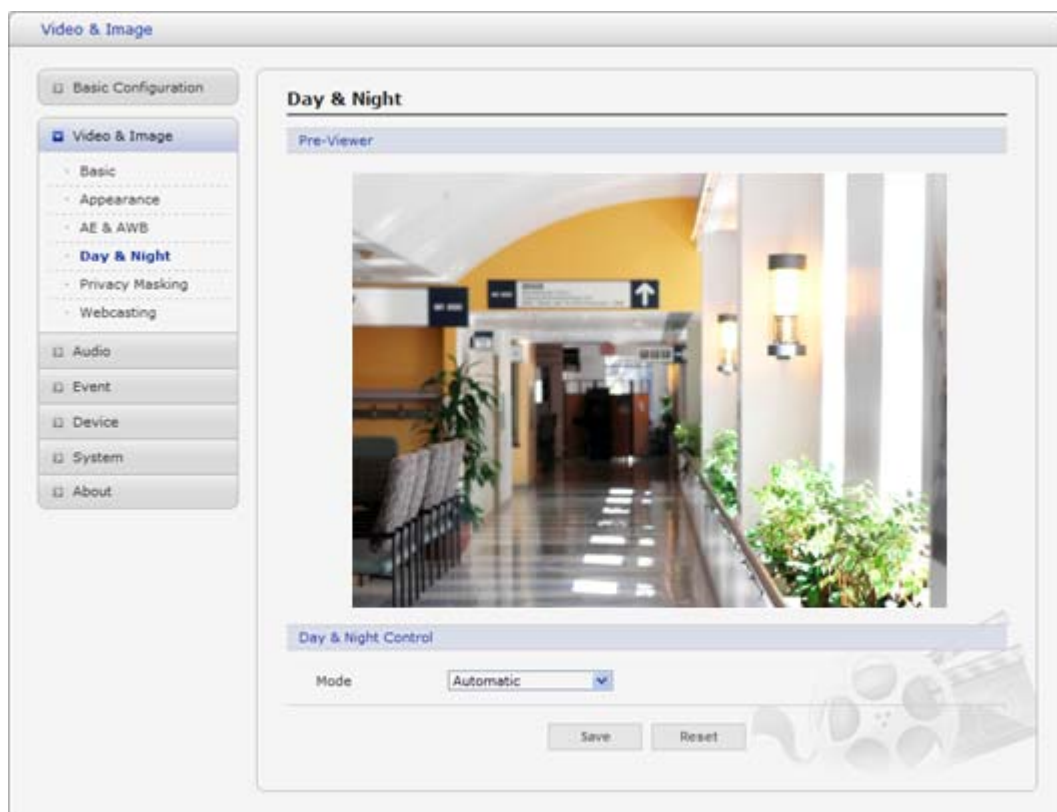 Video & Image
Basic Configuration
Video & Image
Basic
Appearance
AE & AWB
Day & Night
Privacy Masking
Webcasting
Audio
Event
Device
System
About
Day & Night
Pre-Viewer
Day & Night Control
Mode
Automatic
Save
Reset